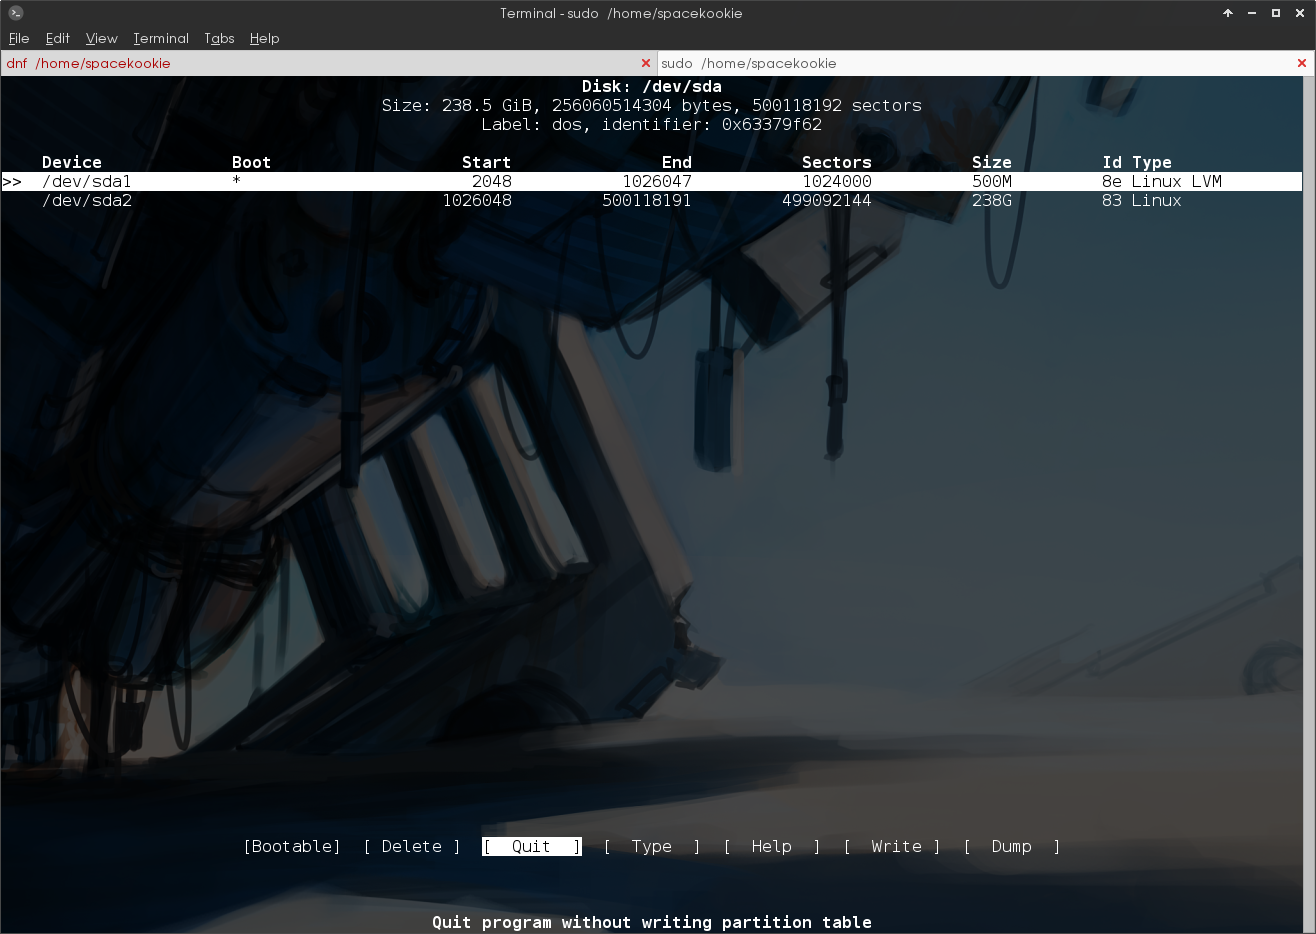 Terminal - sudo /home/spacekookie
File Edit View Terminal Tabs Help
dnf /home/spacekookie sudo /home/spacekookie
Disk: /dev/sda
Size: 238.5 GiB, 256060514304 bytes, 500118192 sectors
Label: dos, identifier: 0x63379f62
Device Boot Start End Sectors Size Id Type
>> /dev/sda1 * 2048 1026047 1024000 500M 8e Linux LVM
/dev/sda2 1026048 500118191 499092144 238G 83 Linux
[Bootable] [ Delete ] [ Quit ] [ Type ] [ Help ] [ Write ] [ Dump ]
Quit program without writing partition table